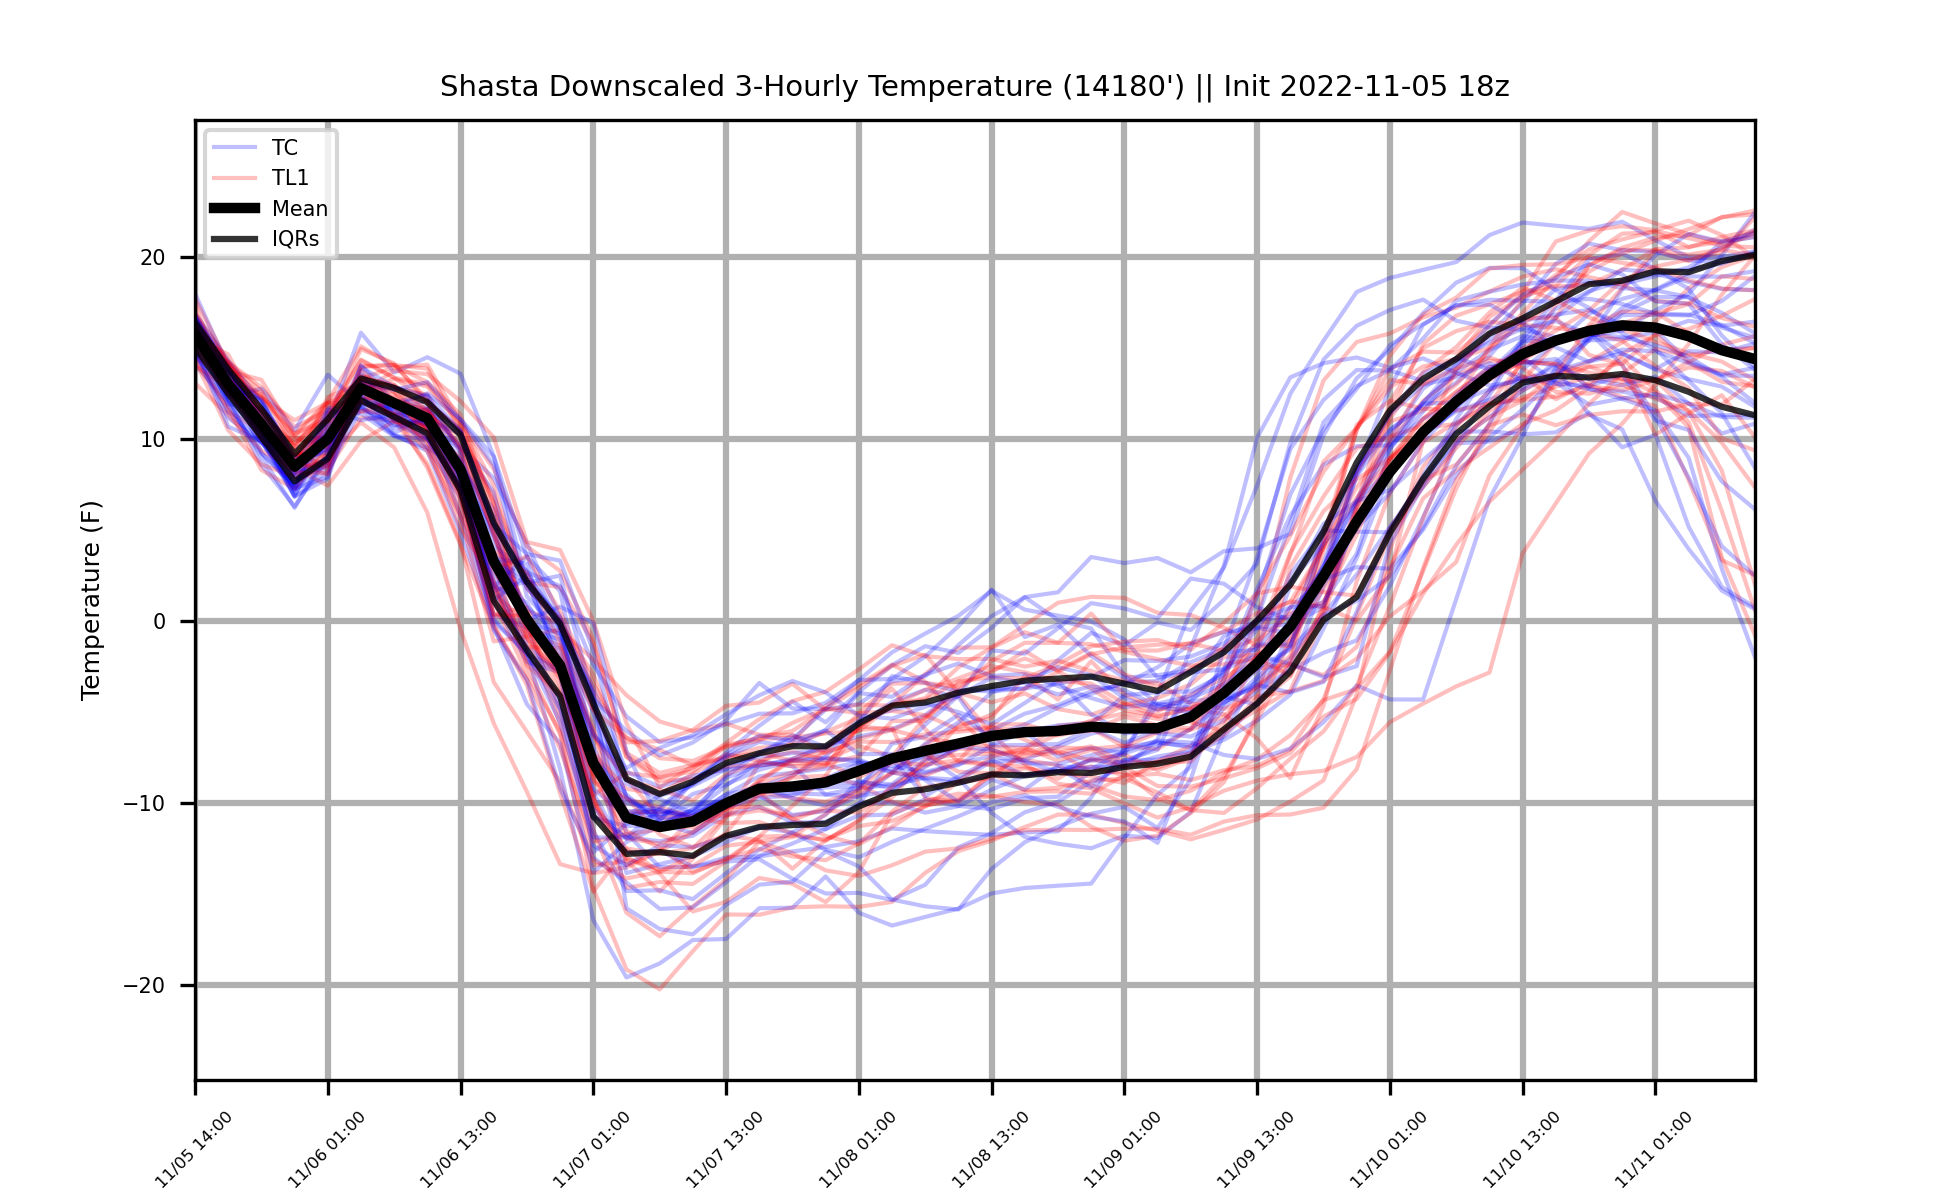 Shasta Downscaled 3-Hourly Temperature (14180') || Init 2022-11-05 18z
TC
TL1
Mean
IQRs
Temperature (F)
20
10
0
−10
−20
11/05 14:00
11/06 01:00
11/06 13:00
11/07 01:00
11/07 13:00
11/08 01:00
11/08 13:00
11/09 01:00
11/09 13:00
11/10 01:00
11/10 13:00
11/11 01:00